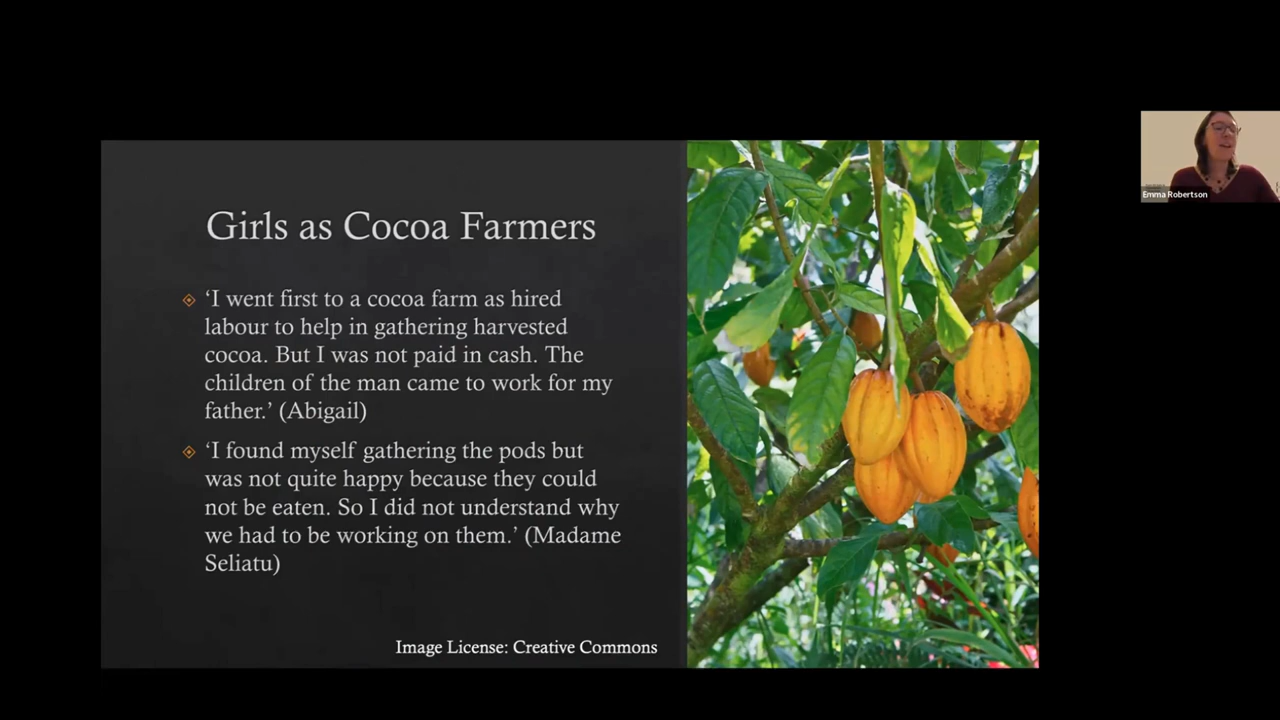 Girls as Cocoa Farmers
‘I went first to a cocoa farm as hired
labour to help in gathering harvested
cocoa. But I was not paid in cash. The
children of the man came to work for my
father.’ (Abigail)
‘I found myself gathering the pods but
was not quite happy because they could
not be eaten. So I did not understand why
we had to be working on them.’ (Madame
Seliatu)
Image License: Creative Commons
Emma Robertson